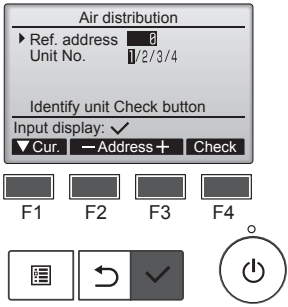 Air distribution
Ref. address 0
Unit No. 1/2/3/4
Identify unit Check button
Input display: ✓
▼Cur. －Address＋ Check
F1 F2 F3 F4